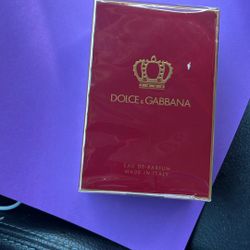 DOLCE & GABBANA
EAU DE PARFUM
MADE IN ITALY